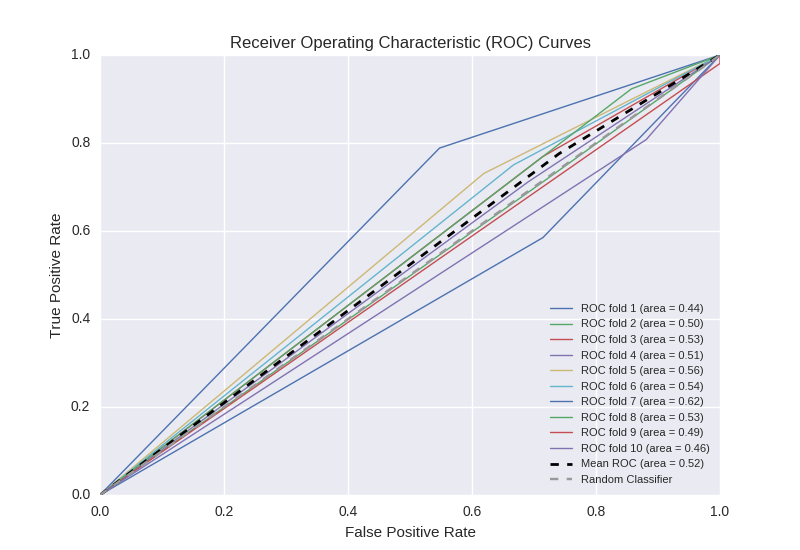 Receiver Operating Characteristic (ROC) Curves
1.0
0.8
0.6
0.4
0.2
0.0
True Positive Rate
ROC fold 1 (area = 0.44)
ROC fold 2 (area = 0.50)
ROC fold 3 (area = 0.53)
ROC fold 4 (area = 0.51)
ROC fold 5 (area = 0.56)
ROC fold 6 (area = 0.54)
ROC fold 7 (area = 0.62)
ROC fold 8 (area = 0.53)
ROC fold 9 (area = 0.49)
ROC fold 10 (area = 0.46)
Mean ROC (area = 0.52)
Random Classifier
0.0 0.2 0.4 0.6 0.8 1.0
False Positive Rate